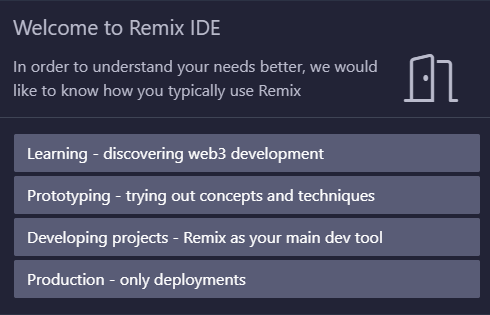 Welcome to Remix IDE
In order to understand your needs better, we would
like to know how you typically use Remix
Learning - discovering web3 development
Prototyping - trying out concepts and techniques
Developing projects - Remix as your main dev tool
Production - only deployments